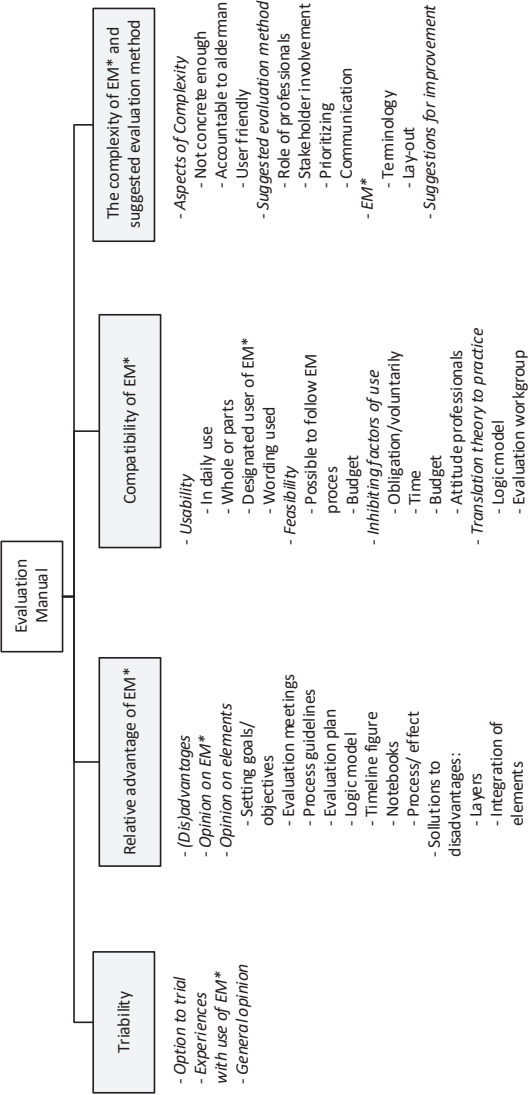 Evaluation
Manual
Triability
- Option to trial
- Experiences
with use of EM*
- General opinion
Relative advantage of EM*
- (Dis)advantages
- Opinion on EM*
- Opinion on elements
- Setting goals/
objectives
- Evaluation meetings
- Process guidelines
- Evaluation plan
- Logic model
- Timeline figure
- Notebooks
- Process/ effect
- Sollutions to
disadvantages:
- Layers
- Integration of
elements
Compatibility of EM*
- Usability
- In daily use
- Whole or parts
- Designated user of EM*
- Wording used
- Feasibility
- Possible to follow EM
proces
- Budget
- Inhibiting factors of use
- Obligation/voluntarily
- Time
- Budget
- Attitude professionals
- Translation theory to practice
- Logic model
- Evaluation workgroup
The complexity of EM* and
suggested evaluation method
- Aspects of Complexity
- Not concrete enough
- Accountable to alderman
- User friendly
- Suggested evaluation method
- Role of professionals
- Stakeholder involvement
- Prioritizing
- Communication
- EM*
- Terminology
- Lay-out
- Suggestions for improvement